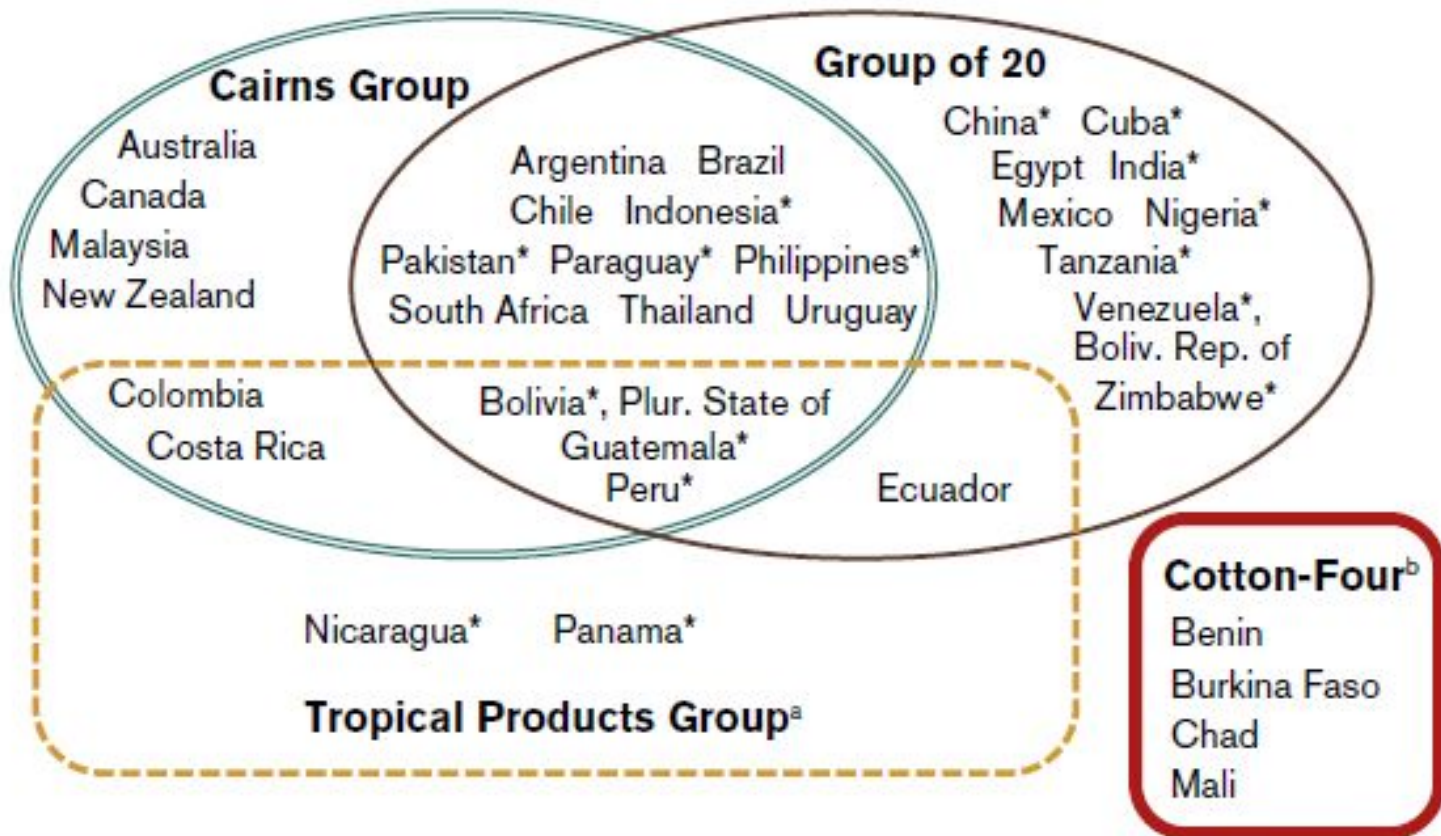 Cairns Group
Australia
Canada
Malaysia
New Zealand
Group of 20
China* Cuba*
Egypt India*
Mexico Nigeria*
Tanzania*
Venezuela*,
Boliv. Rep. of
Zimbabwe*
Argentina Brazil
Chile Indonesia*
Pakistan* Paraguay* Philippines*
South Africa Thailand Uruguay
Colombia
Costa Rica
Bolivia*, Plur. State of
Guatemala*
Peru*
Ecuador
Nicaragua* Panama*
Tropical Products Groupª
Cotton-Fourᵇ
Benin
Burkina Faso
Chad
Mali